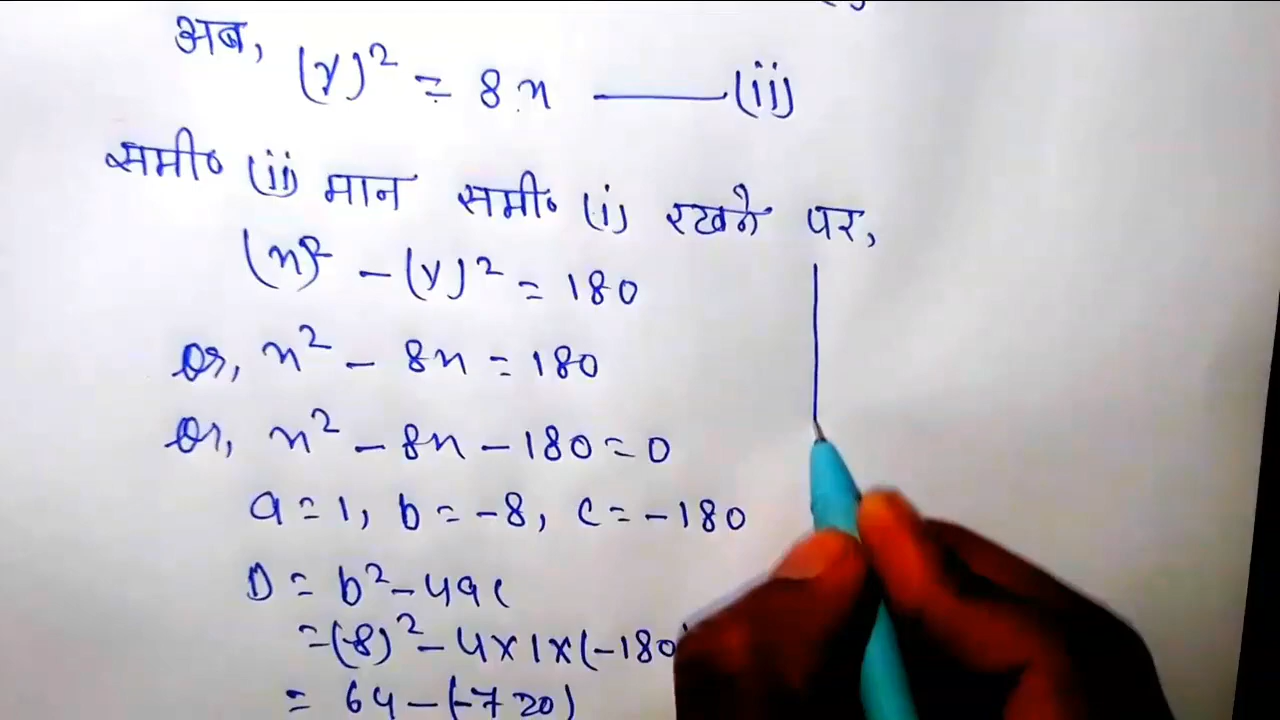 अब, (y)² = 8x —— (ii)
समी० (ii) मान समी० (i) रखने पर,
(x)² - (y)² = 180
or, x² - 8x = 180
or, x² - 8x - 180 = 0
a = 1, b = -8, c = -180
D = b² - 4ac
= (-8)² - 4 × 1 × (-180)
= 64 - (-720)